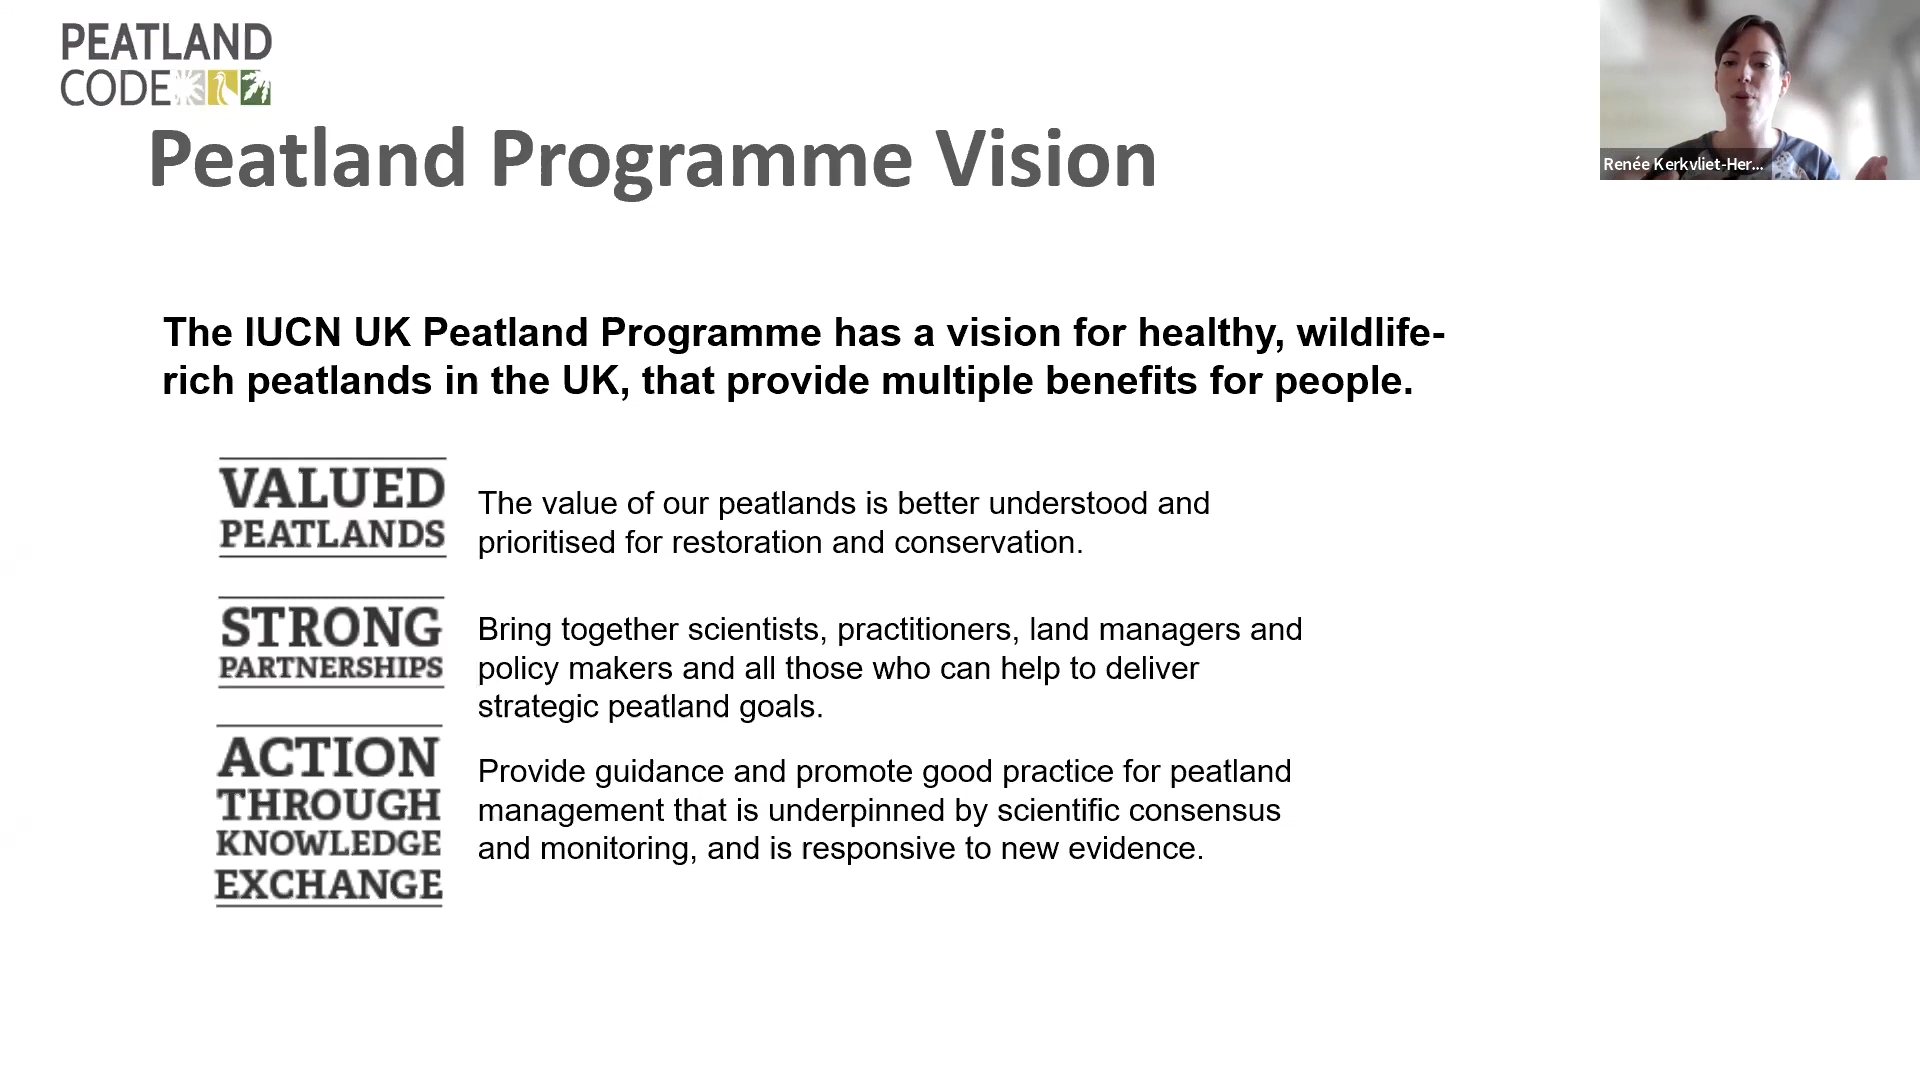 PEATLAND
CODE
Peatland Programme Vision
Renée Kerkvliet-Her...
The IUCN UK Peatland Programme has a vision for healthy, wildlife-
rich peatlands in the UK, that provide multiple benefits for people.
VALUED
PEATLANDS
The value of our peatlands is better understood and
prioritised for restoration and conservation.
STRONG
PARTNERSHIPS
Bring together scientists, practitioners, land managers and
policy makers and all those who can help to deliver
strategic peatland goals.
ACTION
THROUGH
KNOWLEDGE
EXCHANGE
Provide guidance and promote good practice for peatland
management that is underpinned by scientific consensus
and monitoring, and is responsive to new evidence.